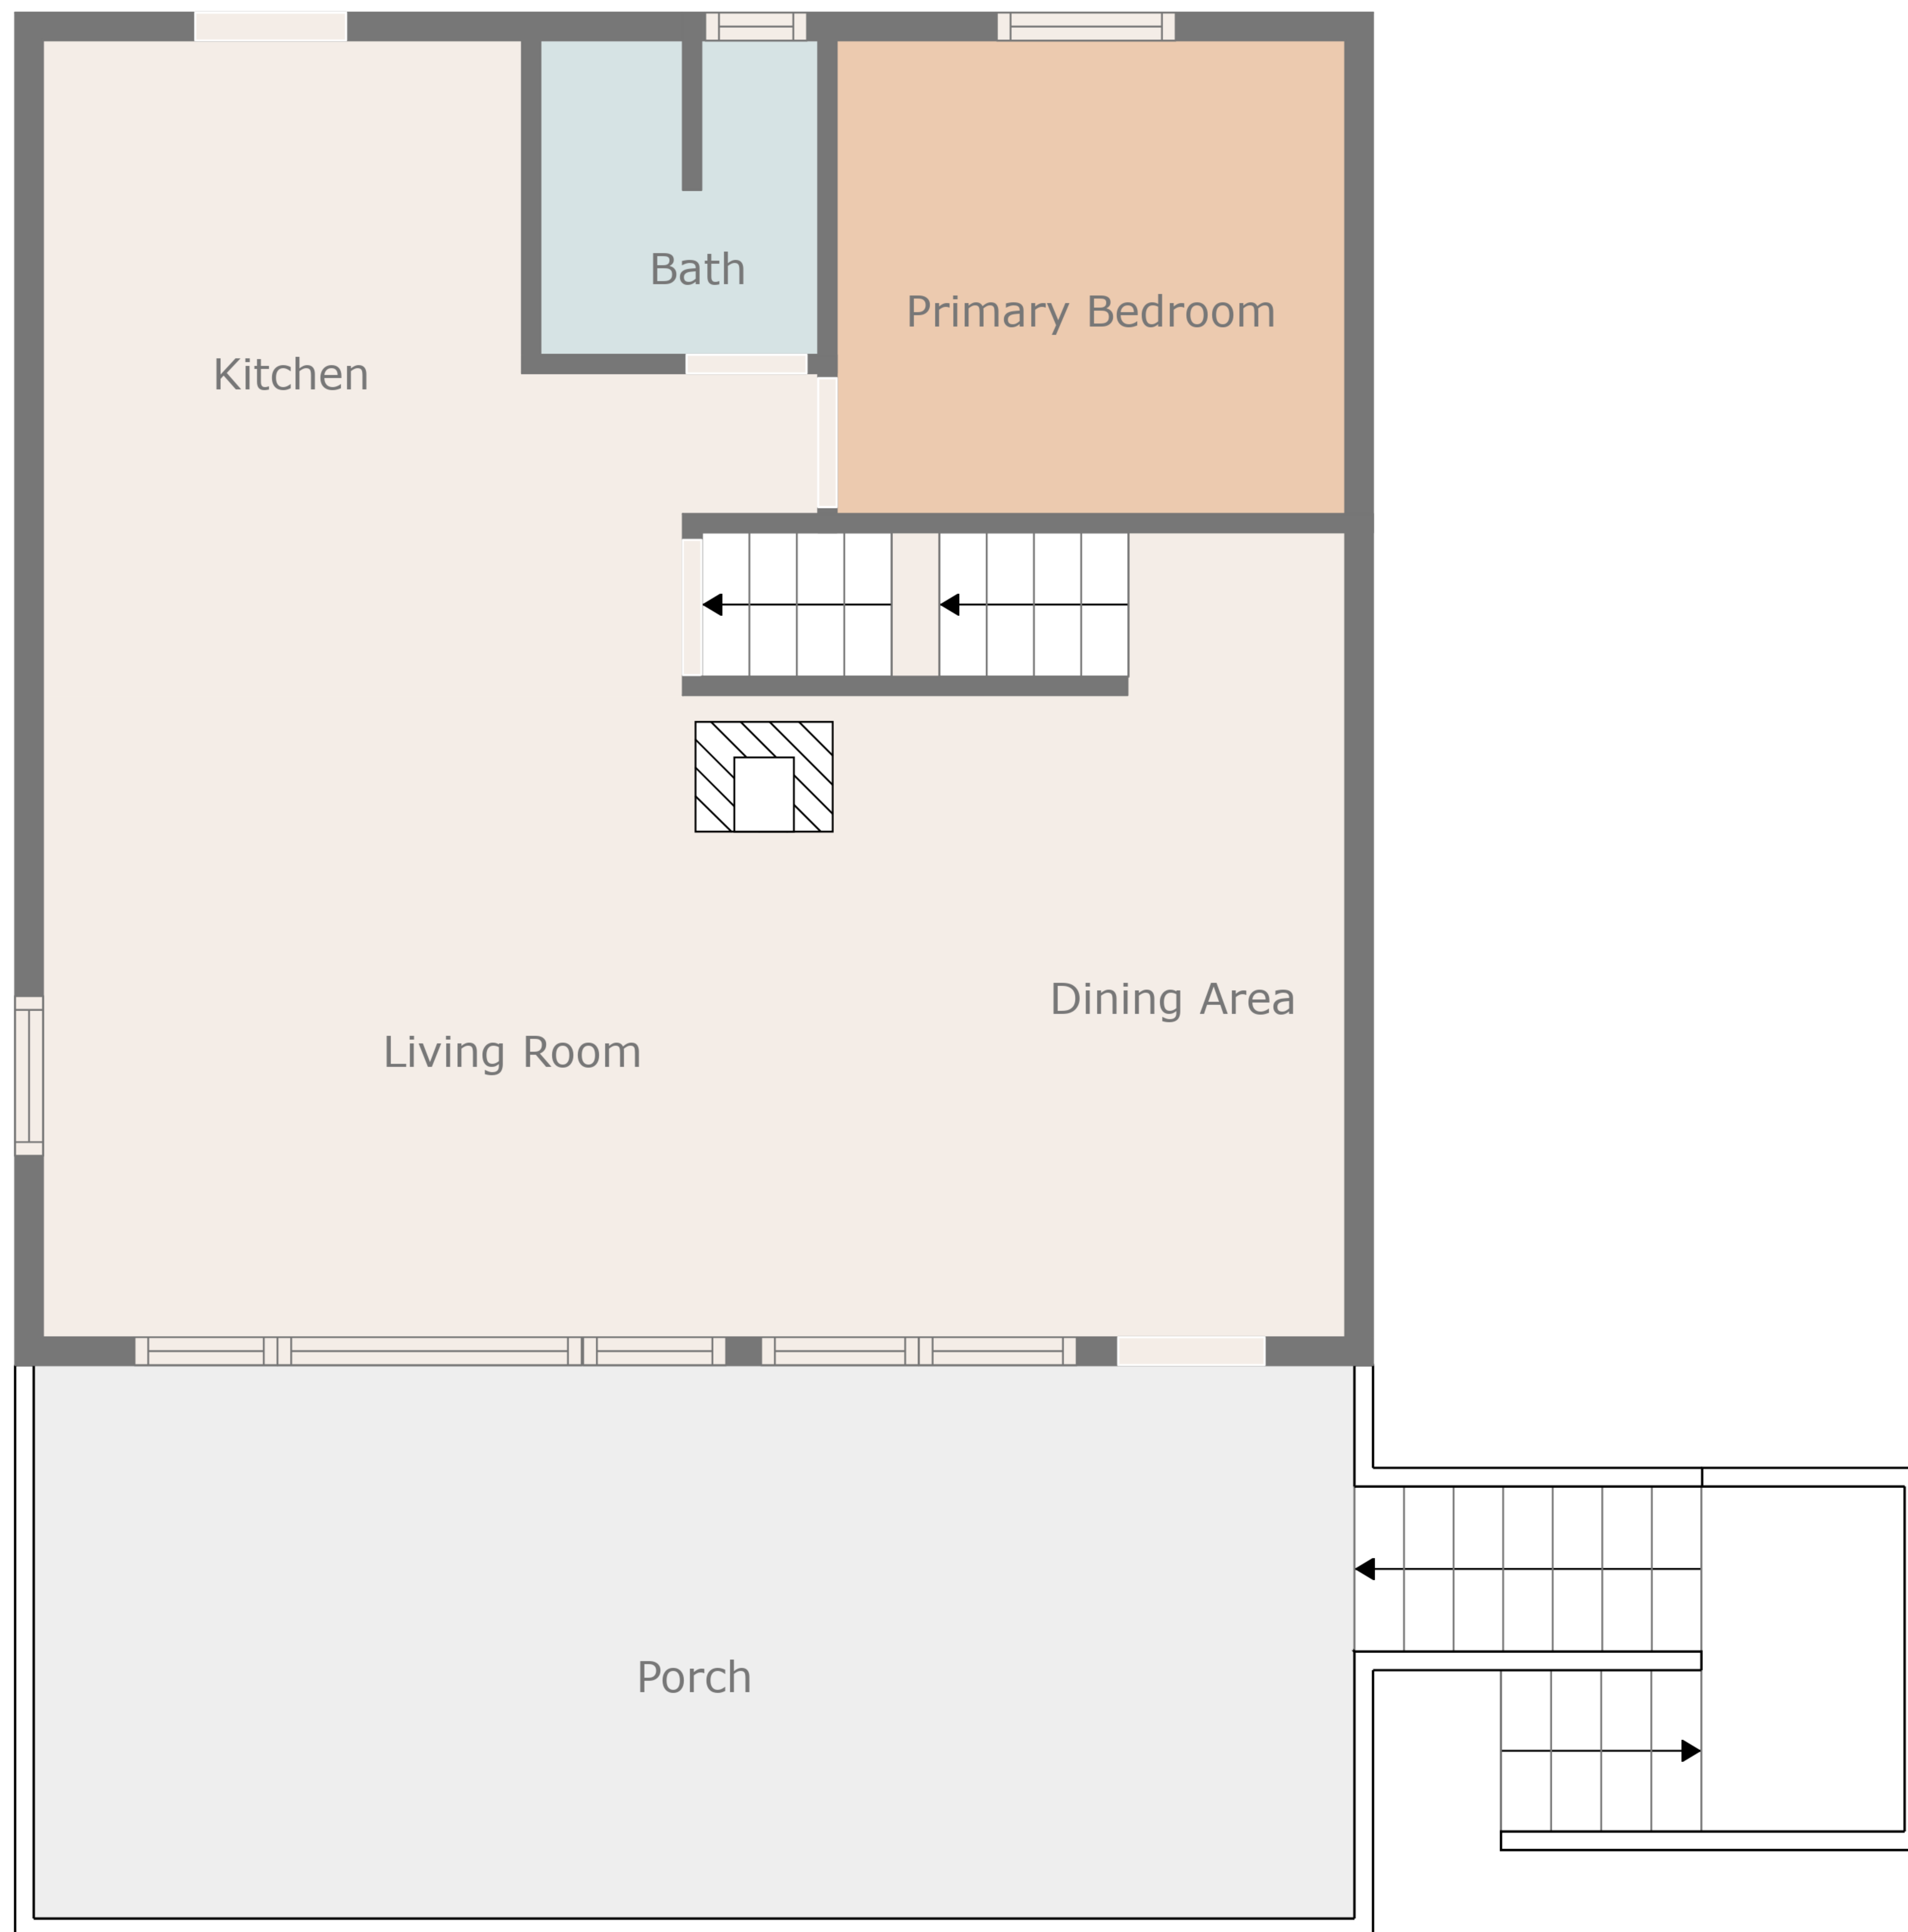 Bath
Primary Bedroom
Kitchen
Dining Area
Living Room
Porch